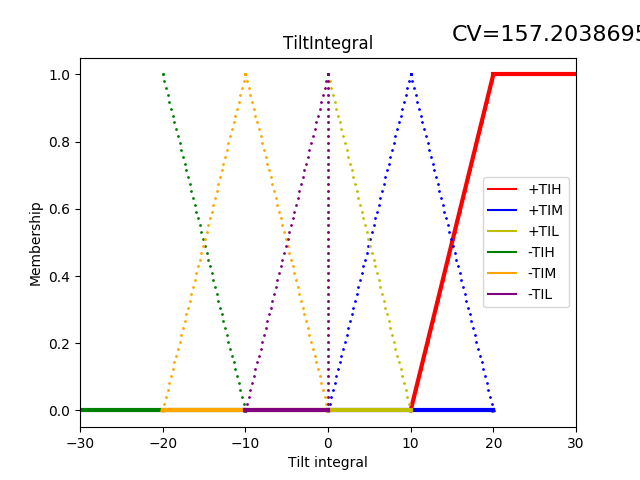 CV=157.2038695
TiltIntegral
1.0
0.8
0.6
0.4
0.2
0.0
Membership
+TIH
+TIM
+TIL
-TIH
-TIM
-TIL
−30
−20
−10
0
10
20
30
Tilt integral